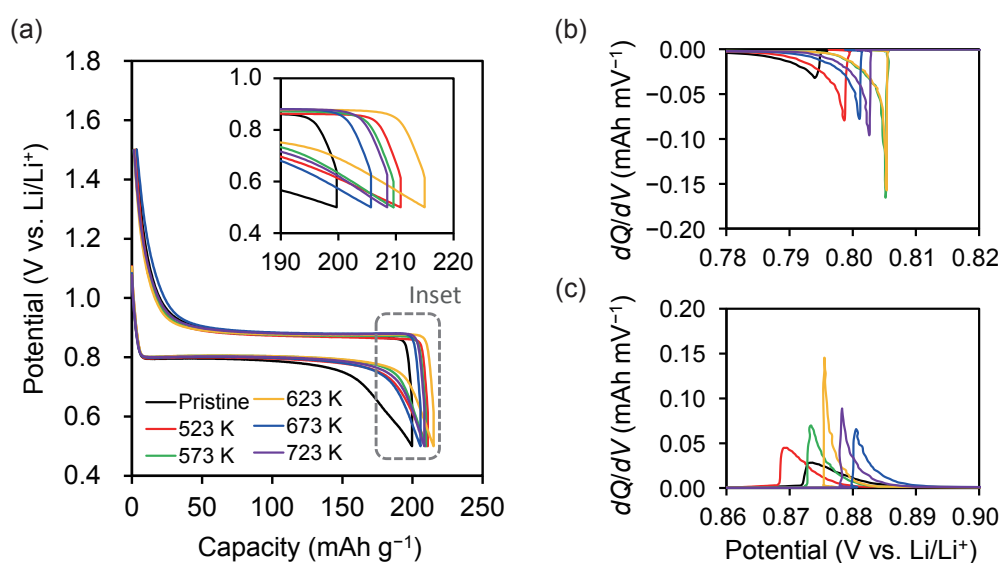 (a)
1.8
1.6
1.4
1.2
1.0
0.8
0.6
0.4
Potential (V vs. Li/Li⁺)
0 50 100 150 200 250
Capacity (mAh g⁻¹)
1.0
0.8
0.6
0.4
190 200 210 220
Inset
Pristine
523 K
573 K
623 K
673 K
723 K
(b)
0.00
−0.05
−0.10
−0.15
−0.20
dQ/dV (mAh mV⁻¹)
0.78 0.79 0.80 0.81 0.82
(c)
0.20
0.15
0.10
0.05
0.00
dQ/dV (mAh mV⁻¹)
0.86 0.87 0.88 0.89 0.90
Potential (V vs. Li/Li⁺)